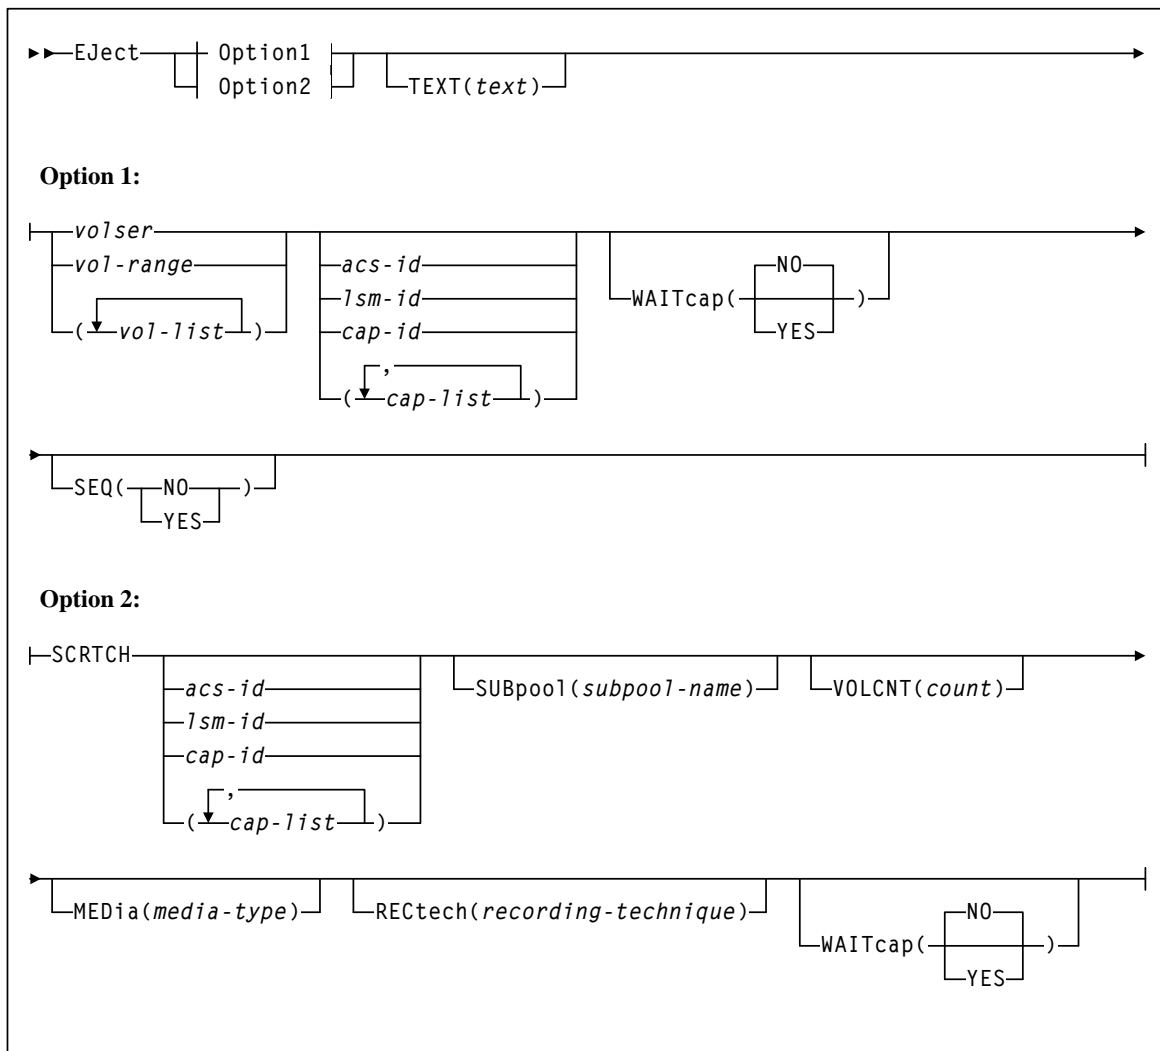 EJect Option1
Option2 TEXT(text)
Option 1:
volser
vol-range
(vol-list)
acs-id
lsm-id
cap-id
,
(cap-list)
WAITcap( NO
YES )
SEQ( NO
YES )
Option 2:
SCRTCH
acs-id
lsm-id
cap-id
,
(cap-list)
SUBpool(subpool-name)
VOLCNT(count)
MEDia(media-type)
RECtech(recording-technique)
WAITcap( NO
YES )